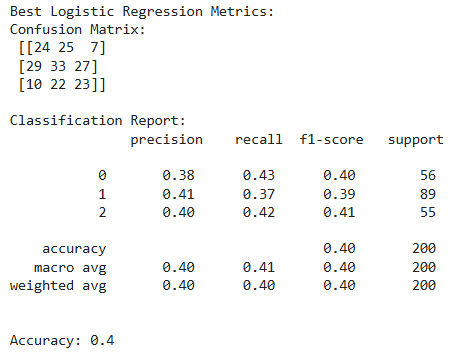 Best Logistic Regression Metrics:
Confusion Matrix:
[[24 25  7]
[29 33 27]
[10 22 23]]
Classification Report:
precision    recall  f1-score   support
0       0.38      0.43      0.40        56
1       0.41      0.37      0.39        89
2       0.40      0.42      0.41        55
accuracy                           0.40       200
macro avg       0.40      0.41      0.40       200
weighted avg       0.40      0.40      0.40       200
Accuracy: 0.4